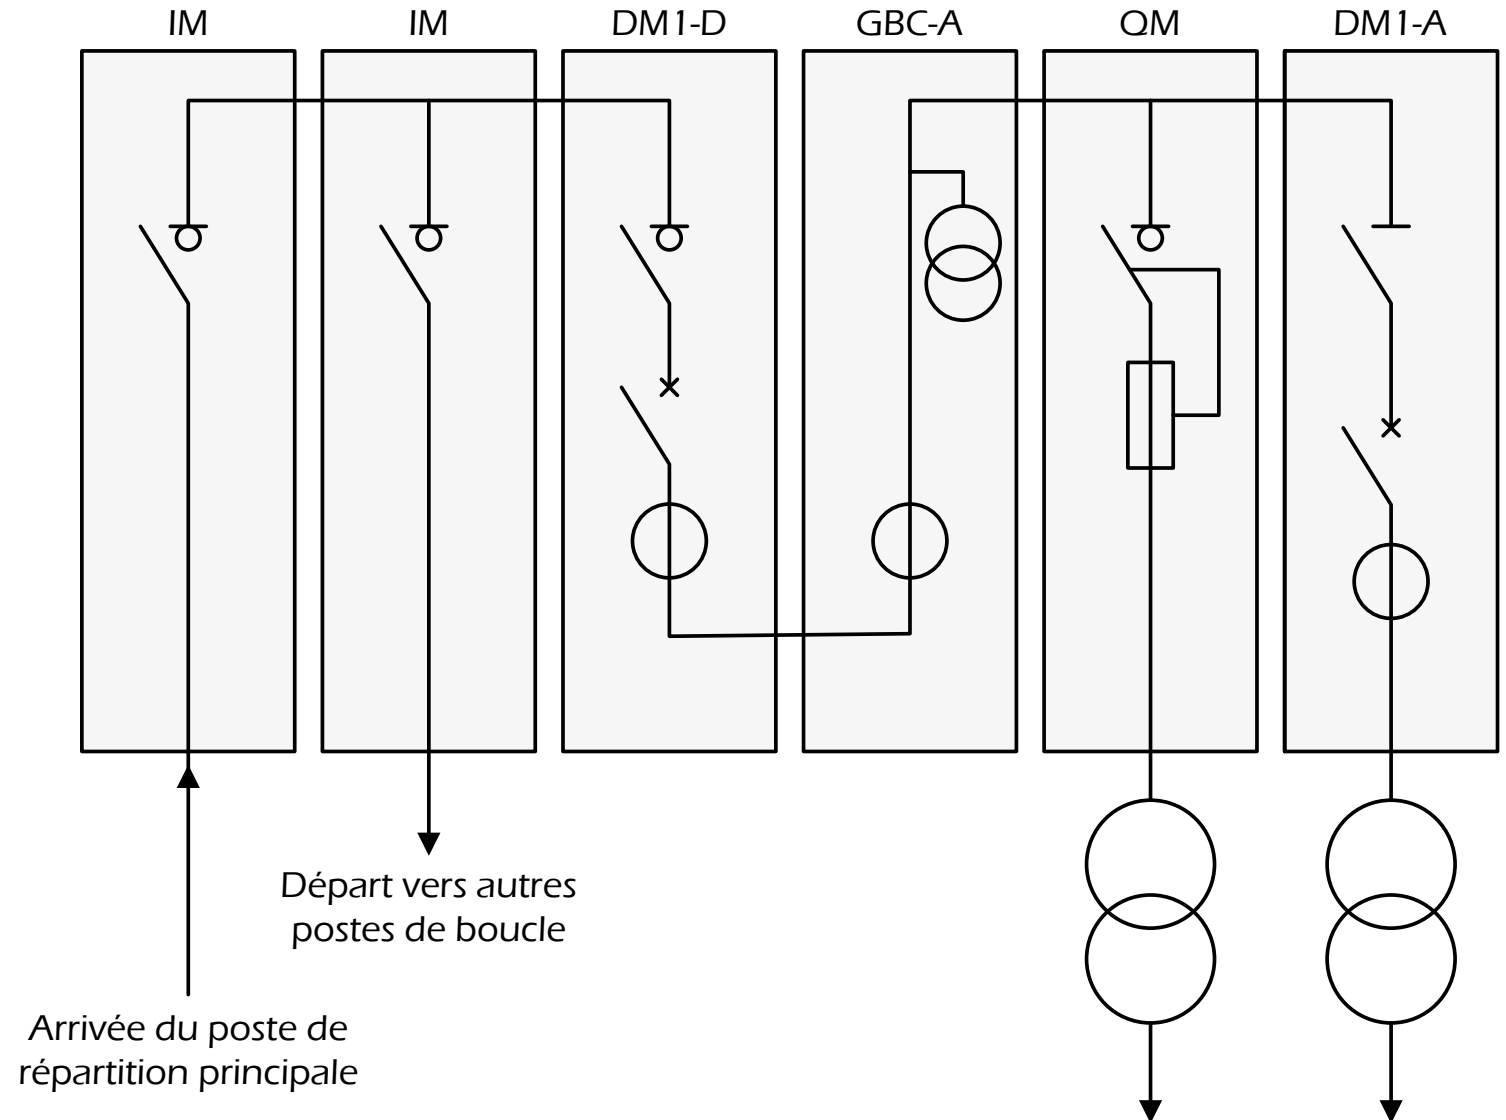 IM
IM
DM1-D
GBC-A
QM
DM1-A
Départ vers autres
postes de boucle
Arrivée du poste de
répartition principale